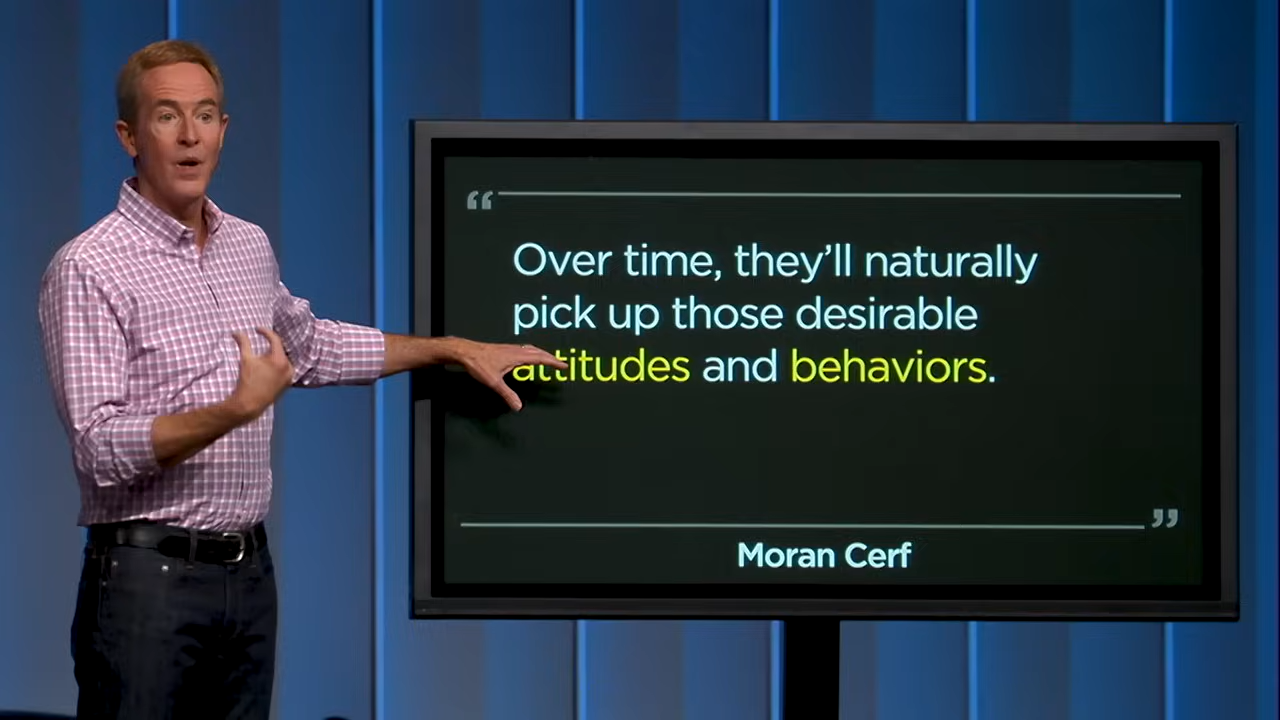 “
Over time, they’ll naturally
pick up those desirable
attitudes and behaviors.
”
Moran Cerf